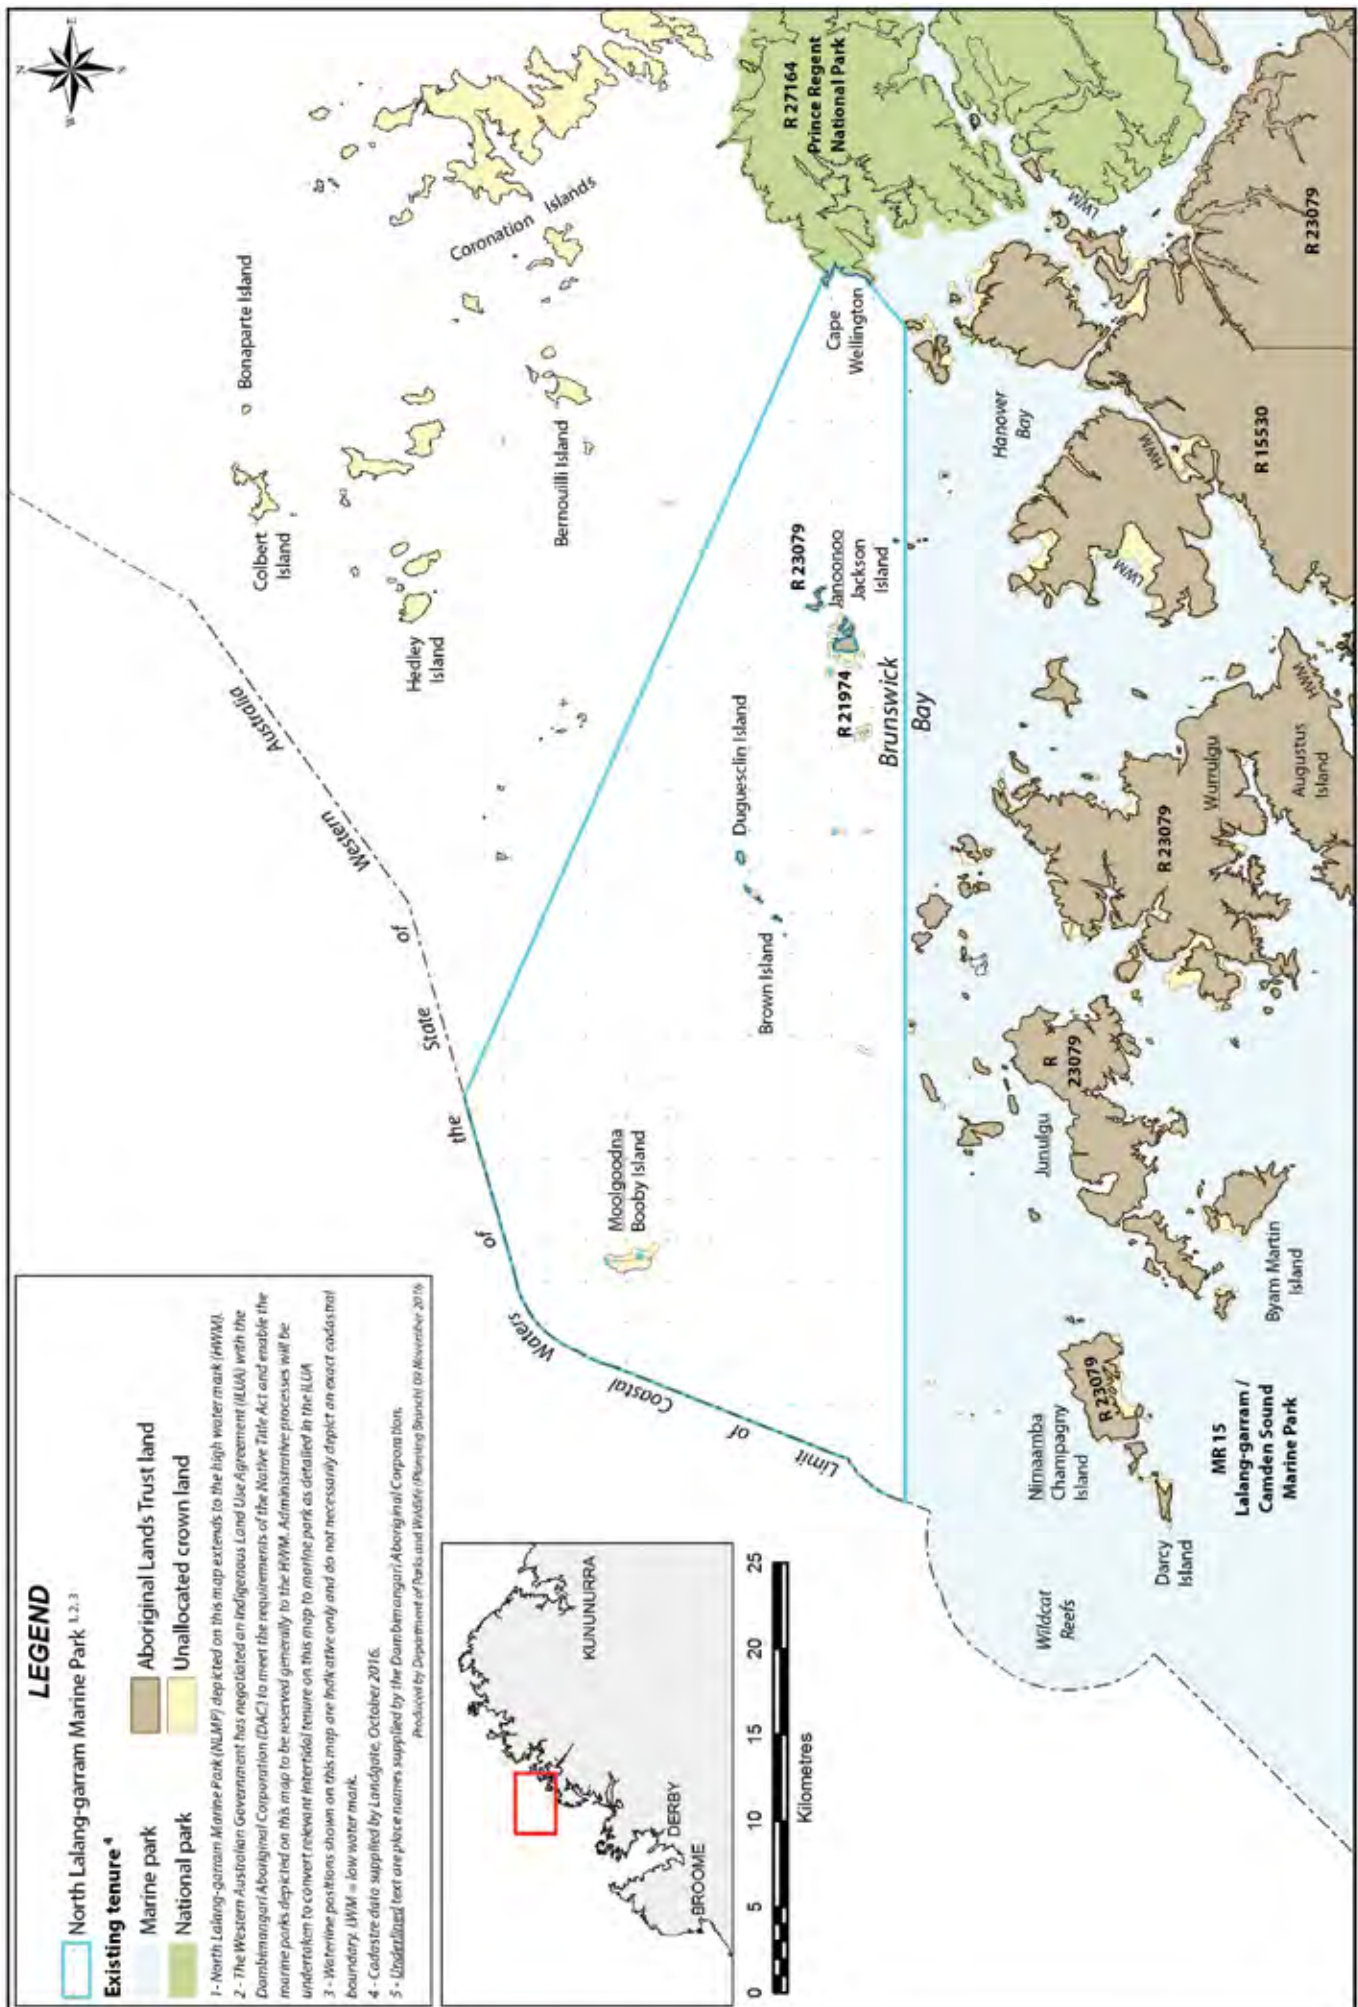 LEGEND
North Lalang-garram Marine Park 1, 2, 3
Existing tenure 4
Marine park
Aboriginal Lands Trust land
National park
Unallocated crown land
1 - North Lalang-garram Marine Park (NLMP) depicted on this map extends to the high water mark (HWM).
2 - The Western Australian Government has negotiated an Indigenous Land Use Agreement (ILUA) with the
Dambimangari Aboriginal Corporation (DAC) to meet the requirements of the Native Title Act and enable the
marine parks depicted on this map to be reserved generally to the HWM. Administrative processes will be
undertaken to convert relevant intertidal tenure on this map to marine park as detailed in the ILUA
3 - Waterline positions shown on this map are indicative only and do not necessarily depict an exact cadastral
boundary. LWM = low water mark.
4 - Cadastre data supplied by Landgate, October 2016.
5 - Underlined text are place names supplied by the Dambimangari Aboriginal Corporation.
Produced by Department of Parks and Wildlife (Planning Branch) 09 November 2016
KUNUNURRA
DERBY
BROOME
0 5 10 15 20 25
Kilometres
N
E
S
W
Limit of Coastal Waters of the State of Western Australia
Bonaparte Island
Colbert
Island
Hedley
Island
Coronation Islands
Bernouilli Island
R 27164
Prince Regent
National Park
Cape
Wellington
Moolgoodna
Booby Island
Brown Island
Duguesclin Island
R 23079
Janoonoo
Jackson
Island
R 21974
Brunswick
Bay
Hanover
Bay
LWM
R 23079
HWM
LWM
R 15530
HWM
Wurrulgu
Augustus
Island
R 23079
R
23079
Junulgu
Byam Martin
Island
Nimaamba
Champagny
Island
R 23079
MR 15
Lalang-garram /
Camden Sound
Marine Park
Darcy
Island
Wildcat
Reefs